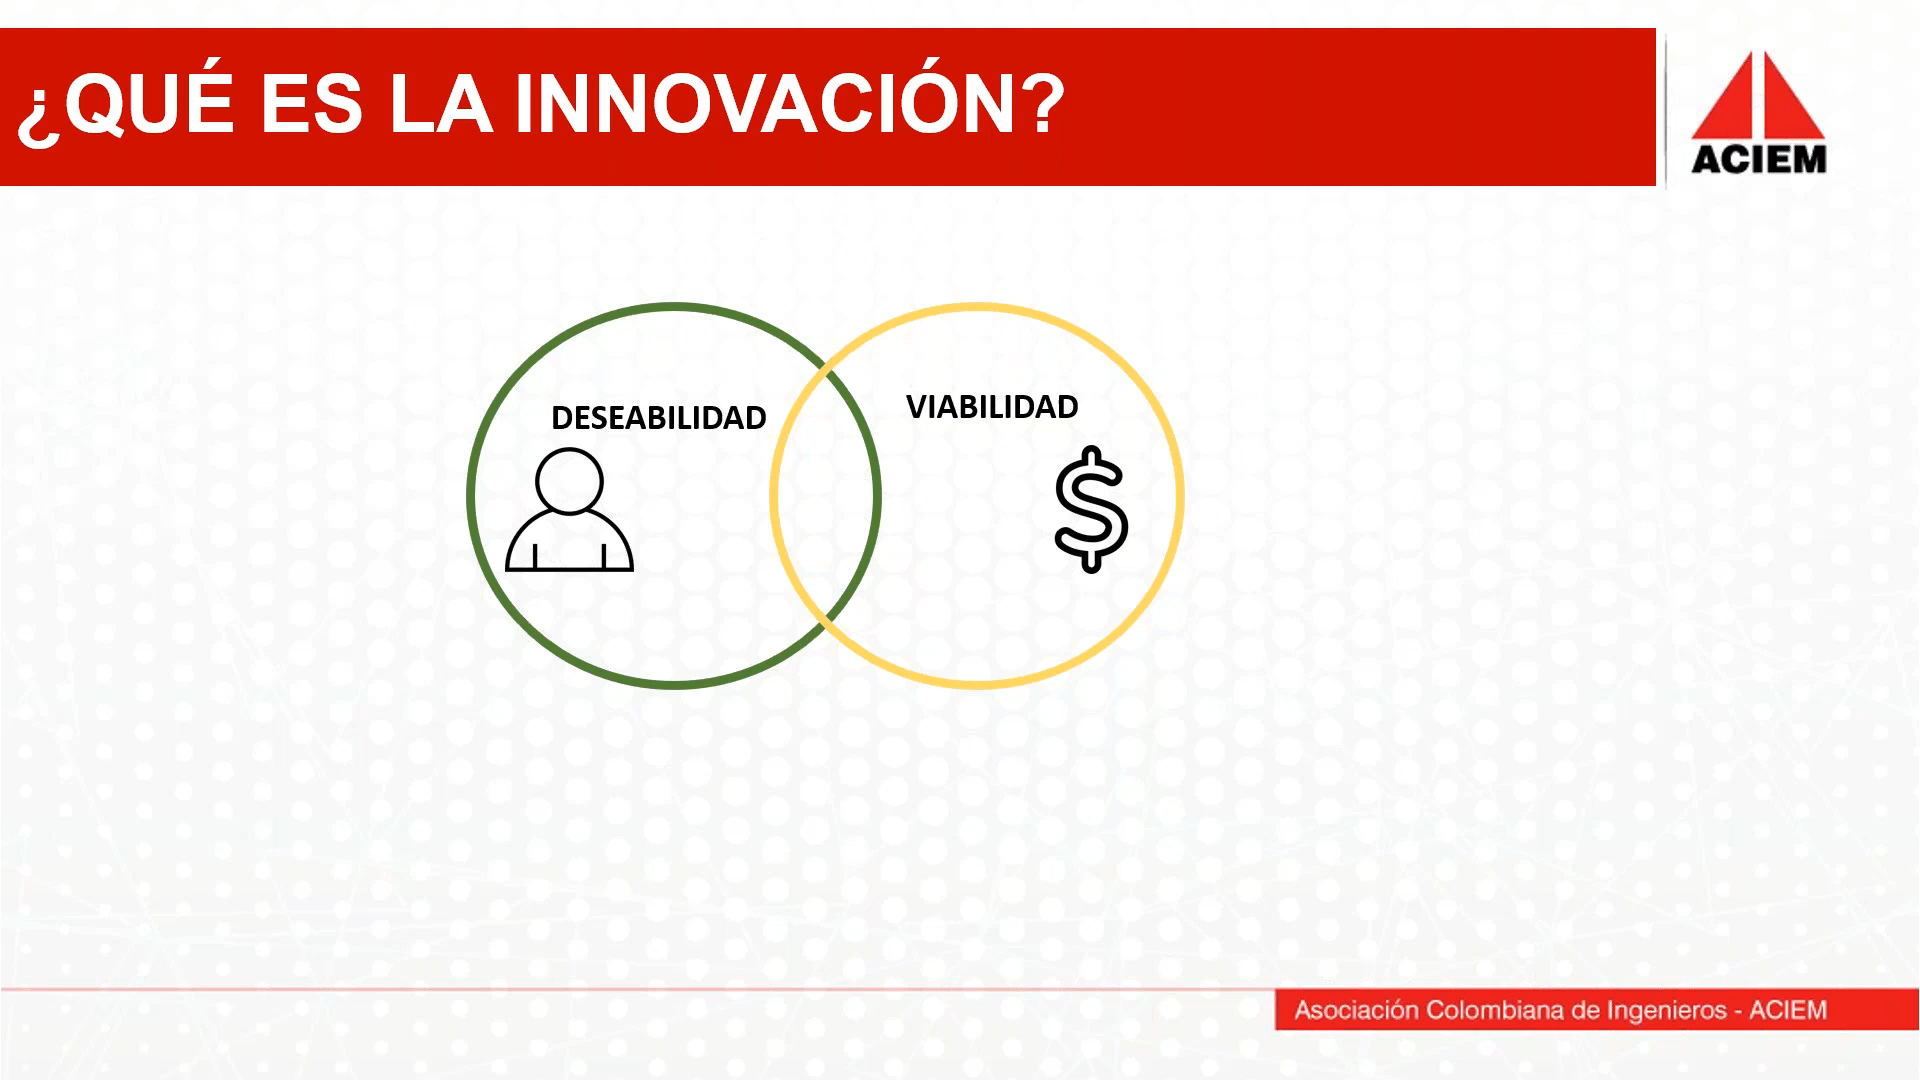 ¿QUÉ ES LA INNOVACIÓN?
ACIEM
DESEABILIDAD
VIABILIDAD
$
Asociación Colombiana de Ingenieros - ACIEM